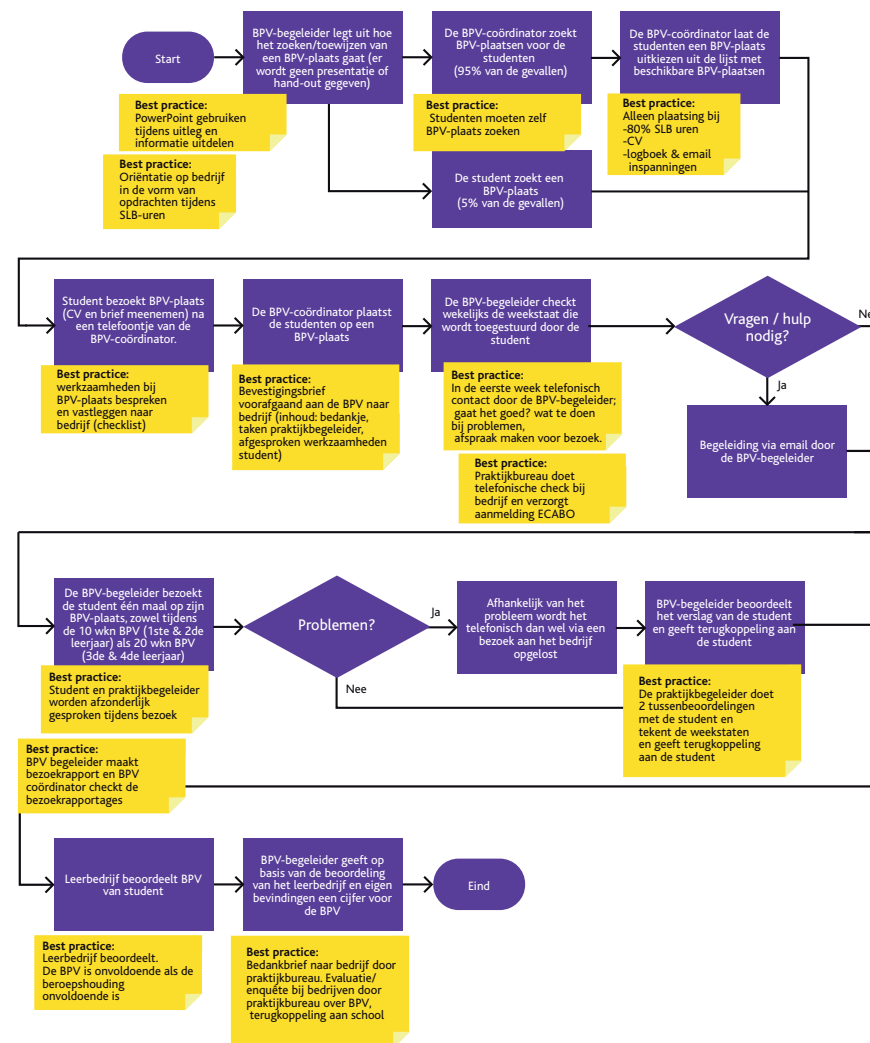 Start
BPV-begeleider legt uit hoe
het zoeken/toewijzen van
een BPV-plaats gaat (er
wordt geen presentatie of
hand-out gegeven)
De BPV-coördinator zoekt
BPV-plaatsen voor de
studenten
(95% van de gevallen)
De BPV-coördinator laat de
studenten een BPV-plaats
uitkiezen uit de lijst met
beschikbare BPV-plaatsen
Best practice:
PowerPoint gebruiken
tijdens uitleg en
informatie uitdelen
Best practice:
Studenten moeten zelf
BPV-plaats zoeken
Best practice:
Alleen plaatsing bij
-80% SLB uren
-CV
-logboek & email
inspanningen
Best practice:
Oriëntatie op bedrijf
in de vorm van
opdrachten tijdens
SLB-uren
De student zoekt een
BPV-plaats
(5% van de gevallen)
Student bezoekt BPV-plaats
(CV en brief meenemen) na
een telefoontje van de
BPV-coördinator.
De BPV-coördinator plaatst
de studenten op een
BPV-plaats
De BPV-begeleider checkt
wekelijks de weekstaat die
wordt toegestuurd door de
student
Vragen / hulp
nodig?
Ne
Ja
Best practice:
werkzaamheden bij
BPV-plaats bespreken
en vastleggen naar
bedrijf (checklist)
Best practice:
Bevestigingsbrief
voorafgaand aan de BPV naar
bedrijf (inhoud: bedankje,
taken praktijkbegeleider,
afgesproken werkzaamheden
student)
Best practice:
In de eerste week telefonisch
contact door de BPV-begeleider;
gaat het goed? wat te doen
bij problemen,
afspraak maken voor bezoek.
Best practice:
Praktijkbureau doet
telefonische check bij
bedrijf en verzorgt
aanmelding ECABO
Begeleiding via email door
de BPV-begeleider
De BPV-begeleider bezoekt
de student één maal op zijn
BPV-plaats, zowel tijdens
de 10 wkn BPV (1ste & 2de
leerjaar) als 20 wkn BPV
(3de & 4de leerjaar)
Problemen?
Ja
Nee
Afhankelijk van het
probleem wordt het
telefonisch dan wel via een
bezoek aan het bedrijf
opgelost
BPV-begeleider beoordeelt
het verslag van de student
en geeft terugkoppeling aan
de student
Best practice:
Student en praktijkbegeleider
worden afzonderlijk
gesproken tijdens bezoek
Best practice:
De praktijkbegeleider doet
2 tussenbeoordelingen
met de student en
tekent de weekstaten
en geeft terugkoppeling
aan de student
Best practice:
BPV begeleider maakt
bezoekrapport en BPV
coördinator checkt de
bezoekrapportages
Leerbedrijf beoordeelt BPV
van student
BPV-begeleider geeft op
basis van de beoordeling
van het leerbedrijf en eigen
bevindingen een cijfer voor
de BPV
Eind
Best practice:
Leerbedrijf beoordeelt.
De BPV is onvoldoende als de
beroepshouding
onvoldoende is
Best practice:
Bedankbrief naar bedrijf door
praktijkbureau. Evaluatie/
enquête bij bedrijven door
praktijkbureau over BPV,
terugkoppeling aan school